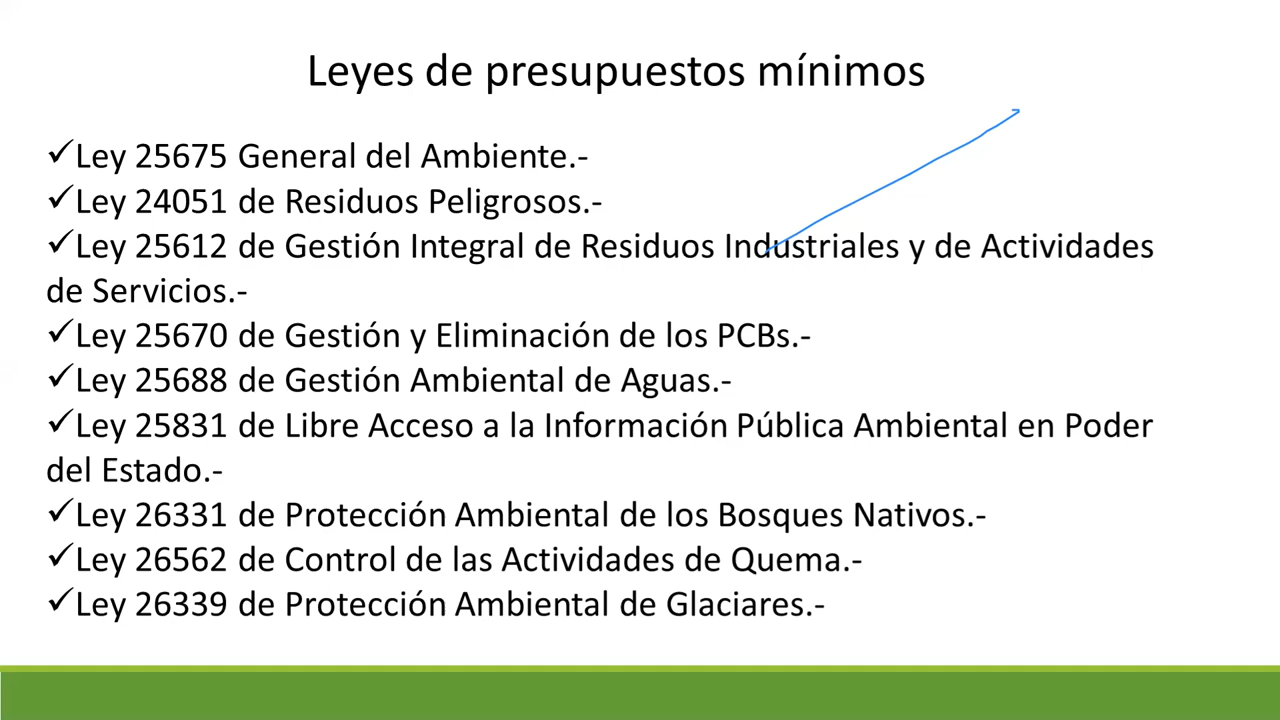 Leyes de presupuestos mínimos
✓Ley 25675 General del Ambiente.-
✓Ley 24051 de Residuos Peligrosos.-
✓Ley 25612 de Gestión Integral de Residuos Industriales y de Actividades
de Servicios.-
✓Ley 25670 de Gestión y Eliminación de los PCBs.-
✓Ley 25688 de Gestión Ambiental de Aguas.-
✓Ley 25831 de Libre Acceso a la Información Pública Ambiental en Poder
del Estado.-
✓Ley 26331 de Protección Ambiental de los Bosques Nativos.-
✓Ley 26562 de Control de las Actividades de Quema.-
✓Ley 26339 de Protección Ambiental de Glaciares.-